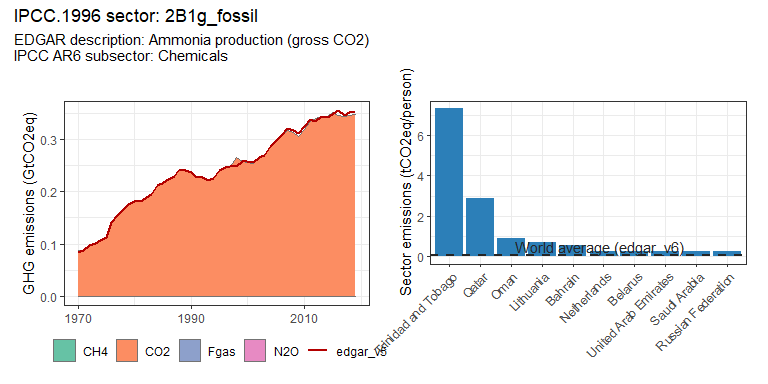 IPCC.1996 sector: 2B1g_fossil
EDGAR description: Ammonia production (gross CO2)
IPCC AR6 subsector: Chemicals
GHG emissions (GtCO2eq)
0.3
0.2
0.1
0.0
1970
1990
2010
CH4
CO2
Fgas
N2O
edgar_v5
Sector emissions (tCO2eq/person)
6
4
2
0
World average (edgar_v6)
Trinidad and Tobago
Qatar
Oman
Lithuania
Bahrain
Netherlands
Belarus
United Arab Emirates
Saudi Arabia
Russian Federation